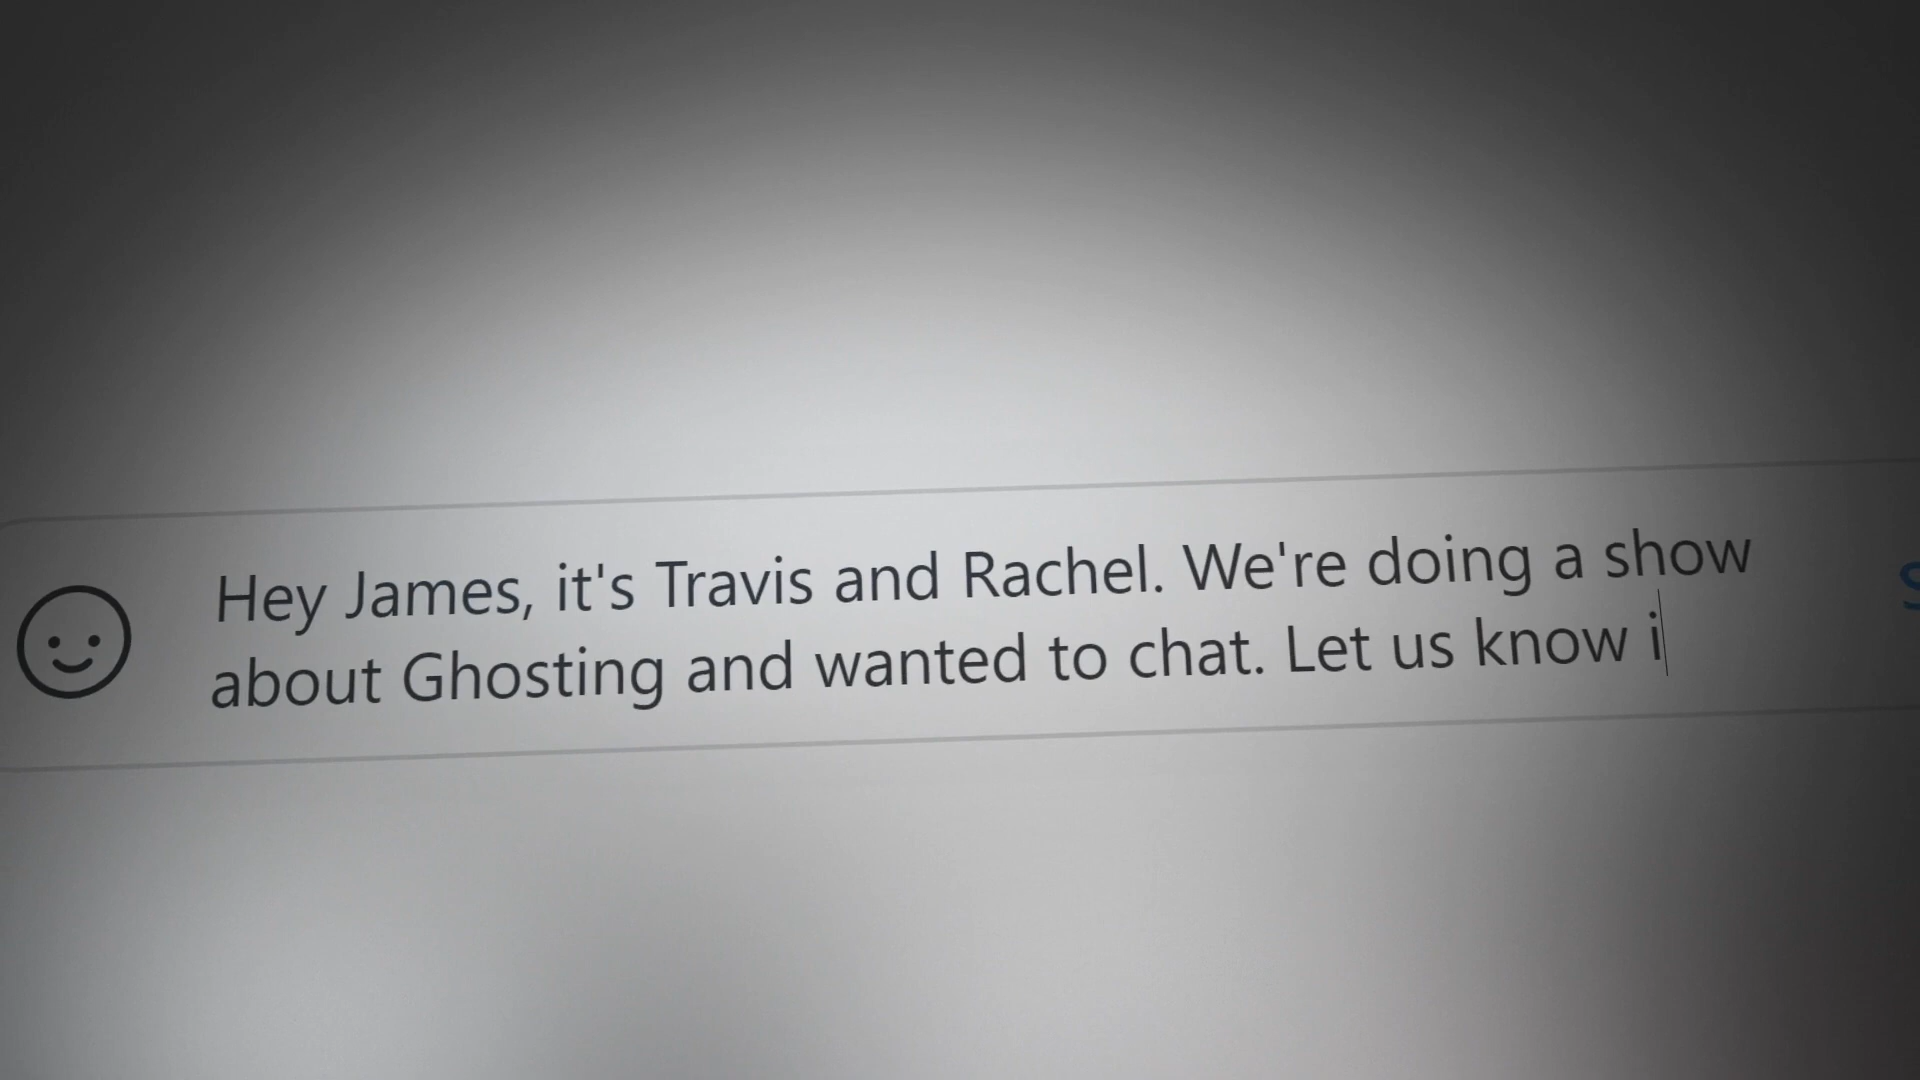 Hey James, it's Travis and Rachel. We're doing a show
about Ghosting and wanted to chat. Let us know i